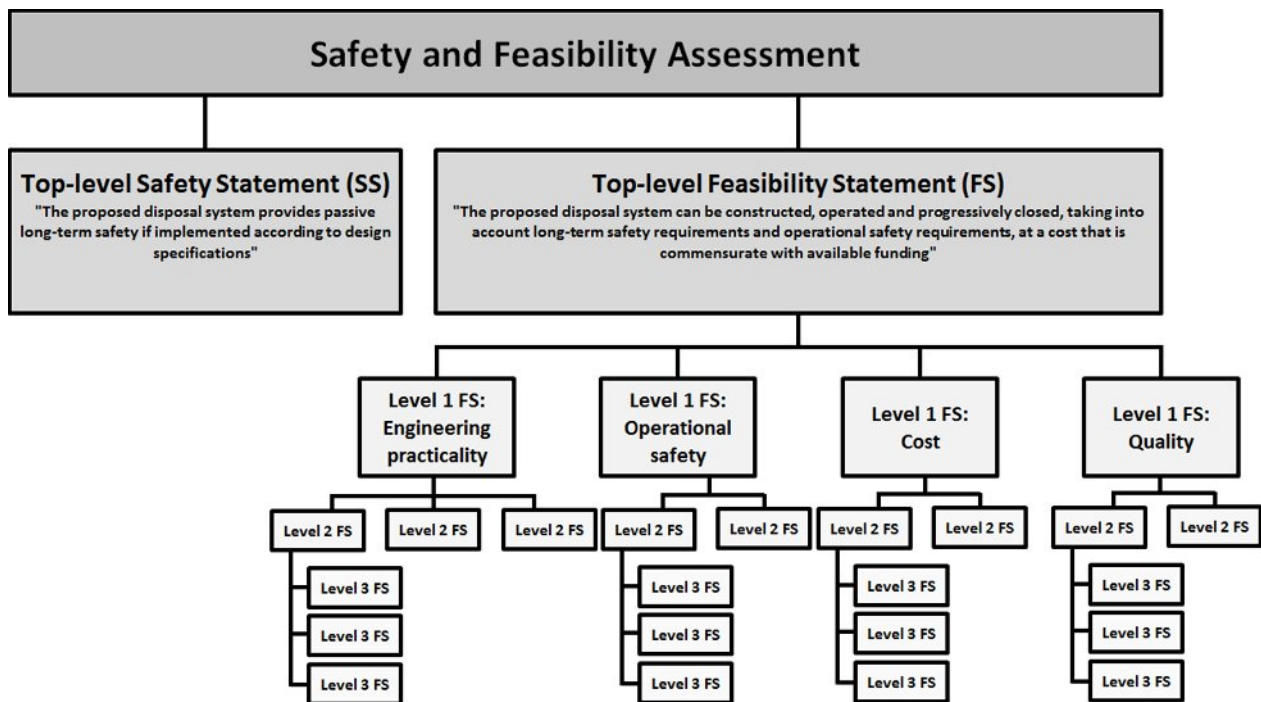 Safety and Feasibility Assessment
Top-level Safety Statement (SS)
"The proposed disposal system provides passive
long-term safety if implemented according to design
specifications"
Top-level Feasibility Statement (FS)
"The proposed disposal system can be constructed, operated and progressively closed, taking into
account long-term safety requirements and operational safety requirements, at a cost that is
commensurate with available funding"
Level 1 FS:
Engineering
practicality
Level 1 FS:
Operational
safety
Level 1 FS:
Cost
Level 1 FS:
Quality
Level 2 FS
Level 2 FS
Level 2 FS
Level 2 FS
Level 2 FS
Level 2 FS
Level 2 FS
Level 2 FS
Level 2 FS
Level 3 FS
Level 3 FS
Level 3 FS
Level 3 FS
Level 3 FS
Level 3 FS
Level 3 FS
Level 3 FS
Level 3 FS
Level 3 FS
Level 3 FS
Level 3 FS